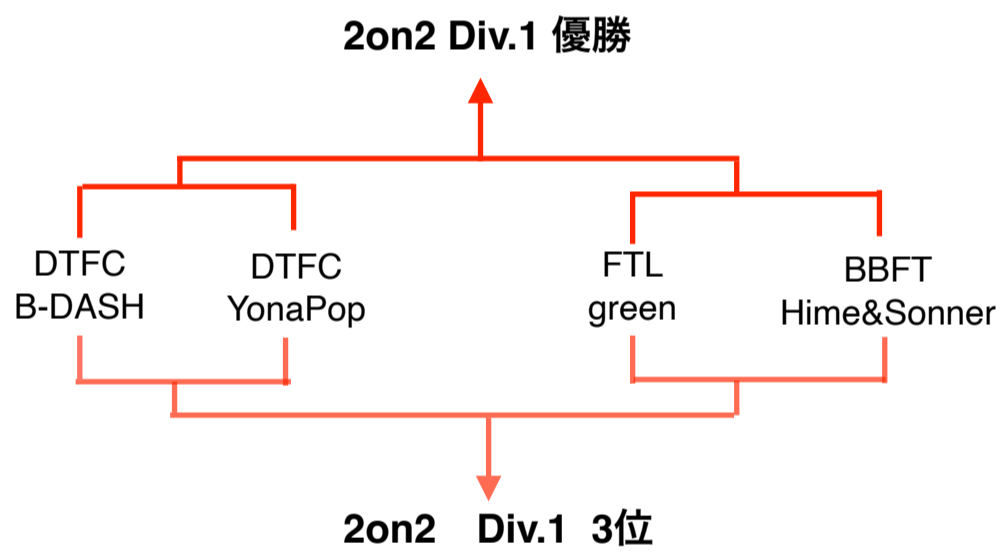 2on2 Div.1 優勝
DTFC
B-DASH
DTFC
YonaPop
FTL
green
BBFT
Hime&Sonner
2on2　Div.1  3位